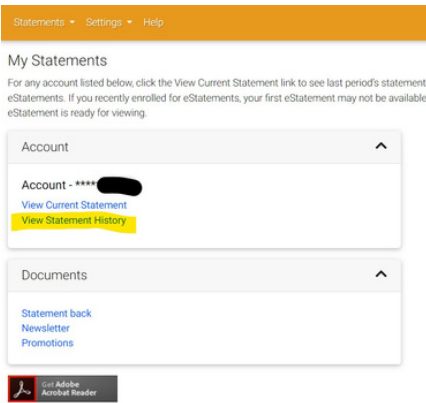 Statements Settings Help
My Statements
For any account listed below, click the View Current Statement link to see last period's statement
eStatements. If you recently enrolled for eStatements, your first eStatement may not be available
eStatement is ready for viewing.
Account
Account - ****
View Current Statement
View Statement History
Documents
Statement back
Newsletter
Promotions
Get Adobe
Acrobat Reader